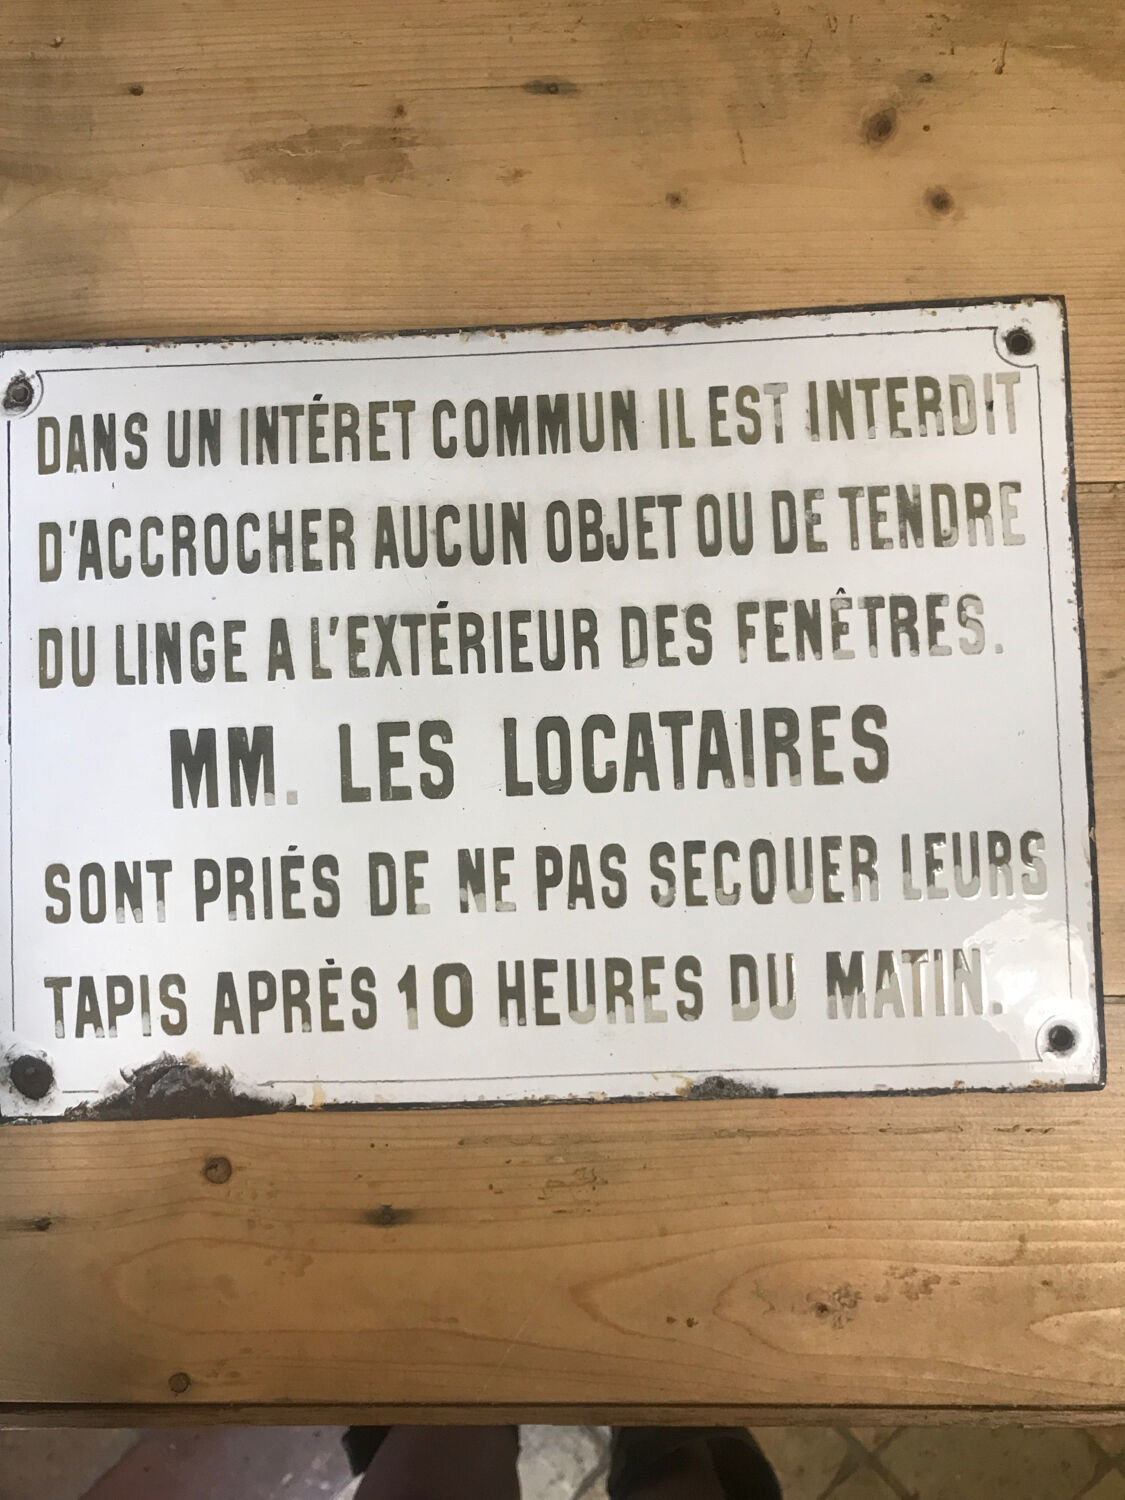 DANS UN INTÉRET COMMUN IL EST INTERDIT
D'ACCROCHER AUCUN OBJET OU DE TENDRE
DU LINGE A L'EXTÉRIEUR DES FENÊTRES.
MM. LES LOCATAIRES
SONT PRIÉS DE NE PAS SECOUER LEURS
TAPIS APRÈS 10 HEURES DU MATIN.